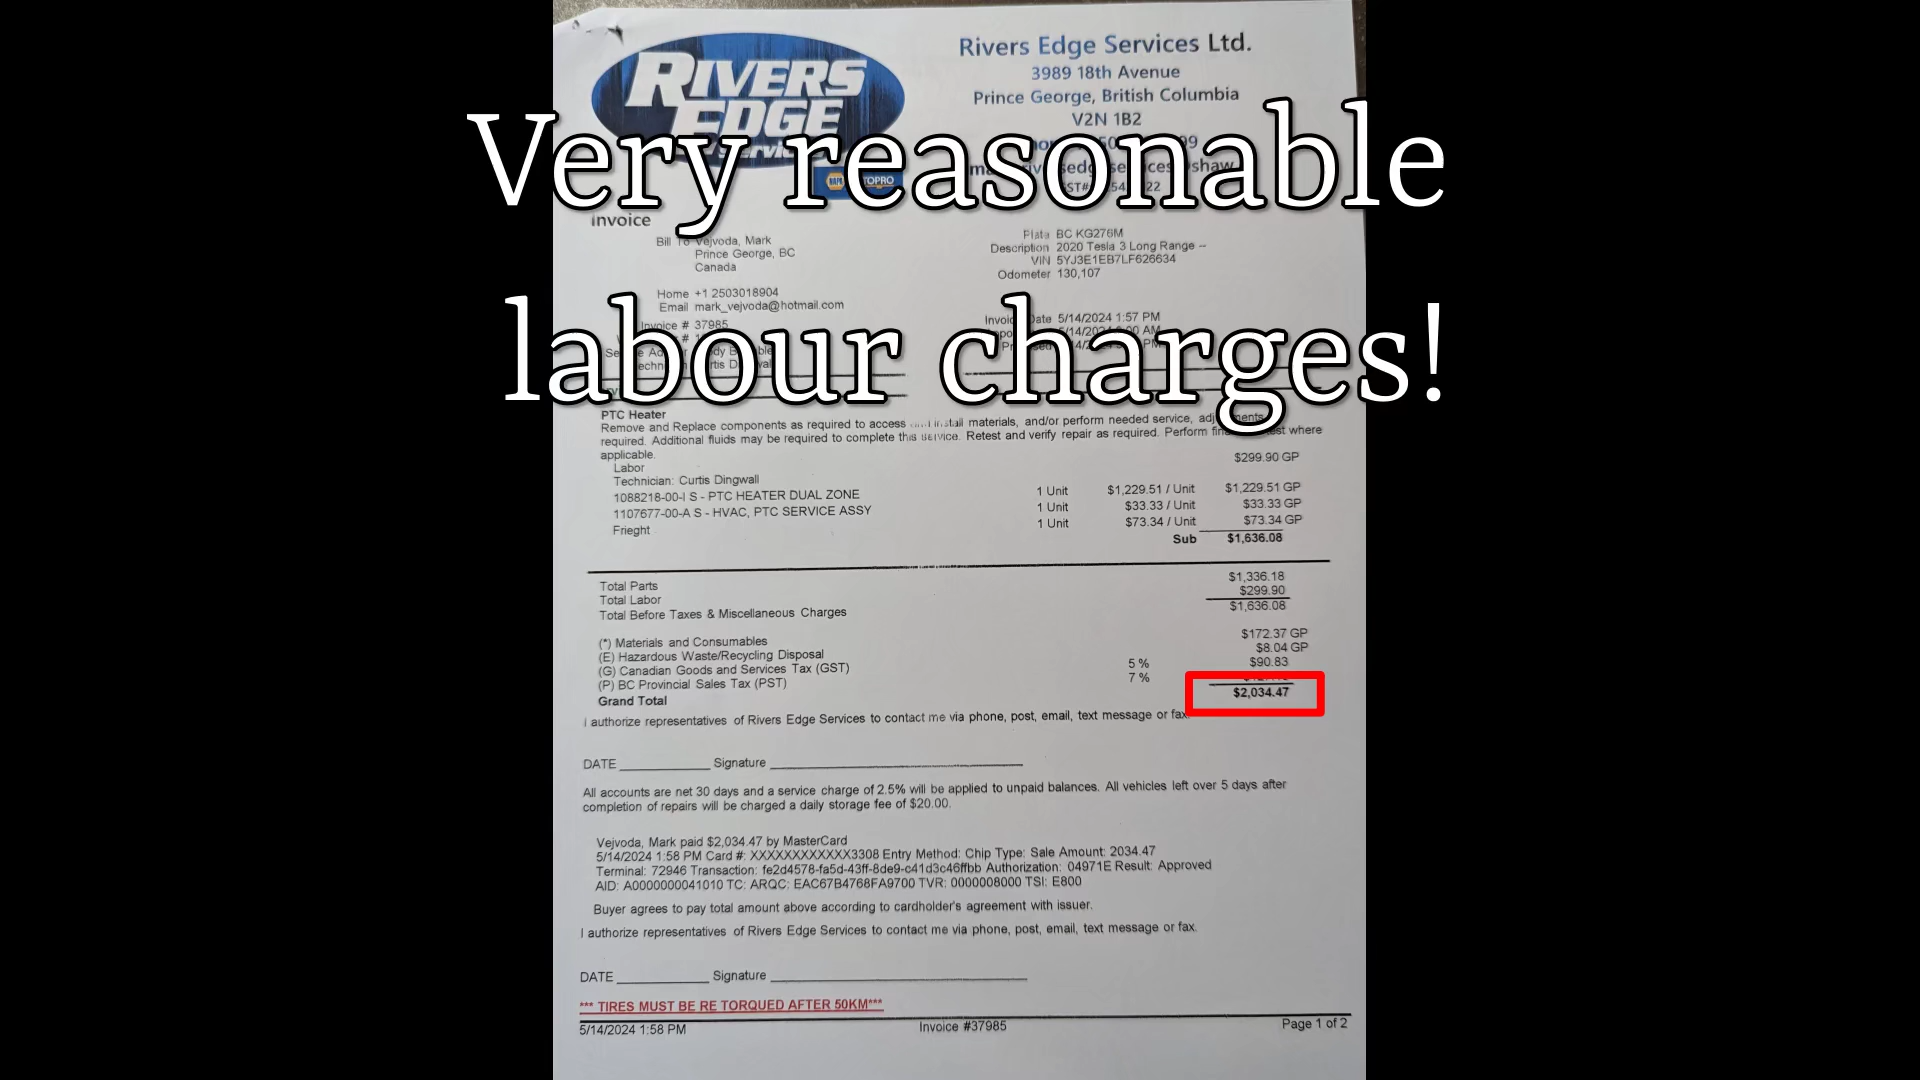 RIVERS
EDGE
Rivers Edge Services Ltd.
3989 18th Avenue
Prince George, British Columbia
V2N 1B2
Very reasonable
labour charges!
Invoice
Bill To Vejvoda, Mark
Prince George, BC
Canada
Home +1 2503018904
Email mark_vejvoda@hotmail.com
Invoice # 37985
Plate BC KG276M
Description 2020 Tesla 3 Long Range --
VIN 5YJ3E1EB7LF626634
Odometer 130,107
Invoice Date 5/14/2024 1:57 PM
PTC Heater
Remove and Replace components as required to access and install materials, and/or perform needed service,
required. Additional fluids may be required to complete this service. Retest and verify repair as required. Perform where
applicable.
Labor $299.90 GP
Technician: Curtis Dingwall
1088218-00-I S - PTC HEATER DUAL ZONE 1 Unit $1,229.51 / Unit $1,229.51 GP
1107677-00-A S - HVAC, PTC SERVICE ASSY 1 Unit $33.33 / Unit $33.33 GP
Frieght 1 Unit $73.34 / Unit $73.34 GP
Sub $1,636.08
Total Parts $1,336.18
Total Labor $299.90
Total Before Taxes & Miscellaneous Charges $1,636.08
(*) Materials and Consumables $172.37 GP
(E) Hazardous Waste/Recycling Disposal $8.04 GP
(G) Canadian Goods and Services Tax (GST) 5 % $90.83
(P) BC Provincial Sales Tax (PST) 7 %
Grand Total $2,034.47
I authorize representatives of Rivers Edge Services to contact me via phone, post, email, text message or fax.
DATE Signature
All accounts are net 30 days and a service charge of 2.5% will be applied to unpaid balances. All vehicles left over 5 days after
completion of repairs will be charged a daily storage fee of $20.00.
Vejvoda, Mark paid $2,034.47 by MasterCard
5/14/2024 1:58 PM Card #: XXXXXXXXXXXX3308 Entry Method: Chip Type: Sale Amount: 2034.47
Terminal: 72946 Transaction: fe2d4578-fa5d-43ff-8de9-c41d3c46ffbb Authorization: 04971E Result: Approved
AID: A0000000041010 TC: ARQC: EAC67B4768FA9700 TVR: 0000008000 TSI: E800
Buyer agrees to pay total amount above according to cardholder's agreement with issuer.
I authorize representatives of Rivers Edge Services to contact me via phone, post, email, text message or fax.
DATE Signature
*** TIRES MUST BE RE TORQUED AFTER 50KM***
5/14/2024 1:58 PM Invoice #37985 Page 1 of 2